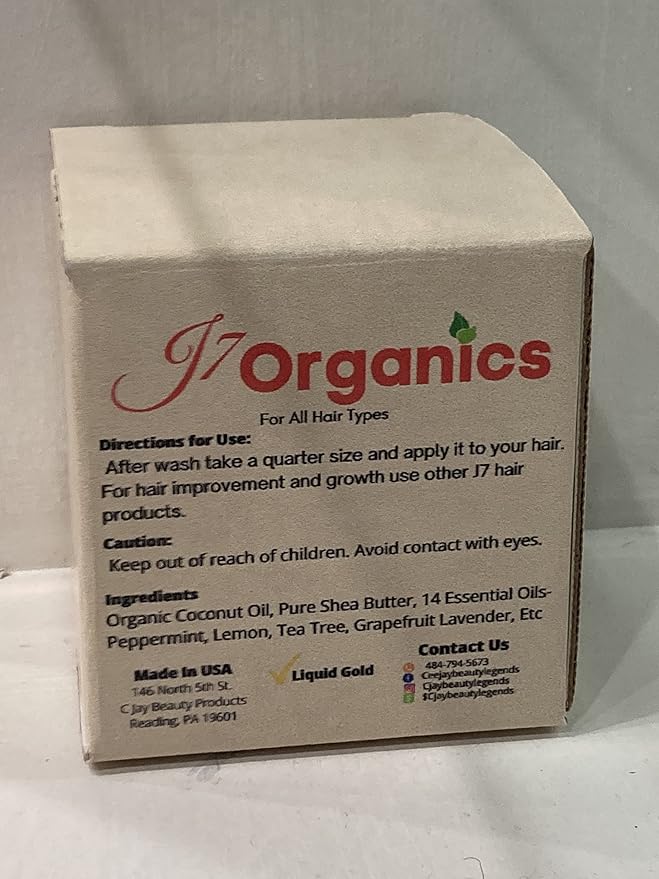 J7 Organics
For All Hair Types
Directions for Use:
After wash take a quarter size and apply it to your hair.
For hair improvement and growth use other J7 hair
products.
Caution:
Keep out of reach of children. Avoid contact with eyes.
Ingredients
Organic Coconut Oil, Pure Shea Butter, 14 Essential Oils-
Peppermint, Lemon, Tea Tree, Grapefruit Lavender, Etc
Made In USA
146 North 5th St.
C Jay Beauty Products
Reading, PA 19601
Liquid Gold
Contact Us
484-794-5673
Ceejaybeautylegends
Cjaybeautylegends
$Cjaybeautylegends